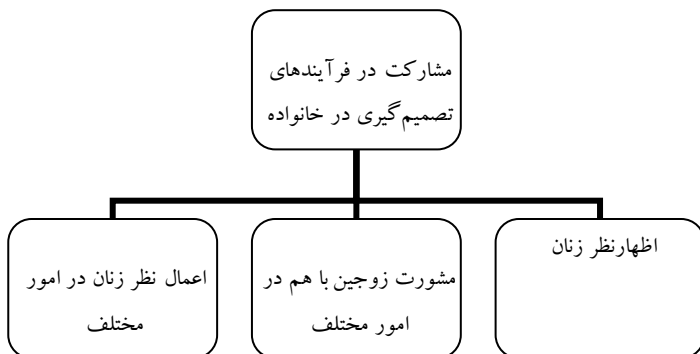 مشارکت در فرآیندهای
تصمیم‌گیری در خانواده
اظهارنظر زنان
مشورت زوجین با هم در
امور مختلف
اعمال نظر زنان در امور
مختلف